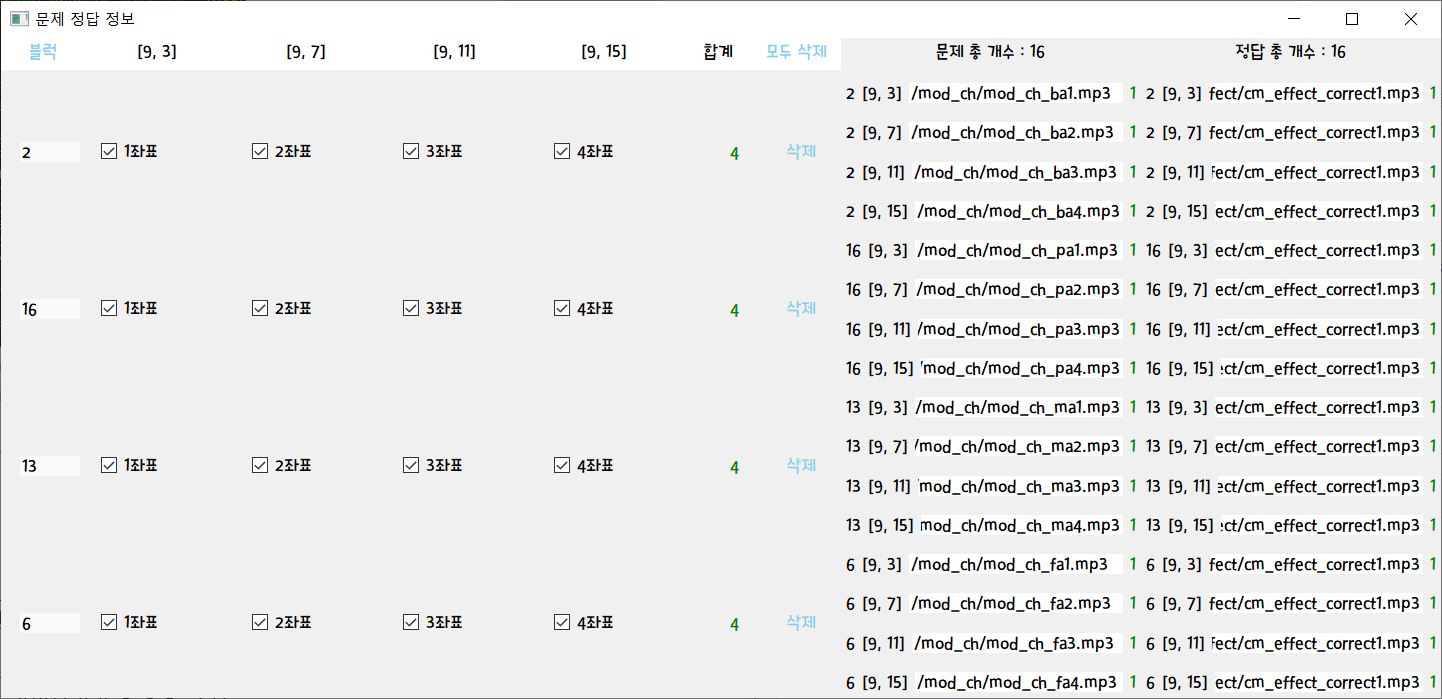 문제 정답 정보
블럭 [9, 3] [9, 7] [9, 11] [9, 15] 합계 모두 삭제 문제 총 개수 : 16 정답 총 개수 : 16
2 [9, 3] /mod_ch/mod_ch_ba1.mp3 1 2 [9, 3] fect/cm_effect_correct1.mp3 1
2 [9, 7] /mod_ch/mod_ch_ba2.mp3 1 2 [9, 7] fect/cm_effect_correct1.mp3 1
2 1좌표 2좌표 3좌표 4좌표 4 삭제
2 [9, 11] /mod_ch/mod_ch_ba3.mp3 1 2 [9, 11] fect/cm_effect_correct1.mp3 1
2 [9, 15] /mod_ch/mod_ch_ba4.mp3 1 2 [9, 15] ect/cm_effect_correct1.mp3 1
16 [9, 3] /mod_ch/mod_ch_pa1.mp3 1 16 [9, 3] ect/cm_effect_correct1.mp3 1
16 [9, 7] /mod_ch/mod_ch_pa2.mp3 1 16 [9, 7] ect/cm_effect_correct1.mp3 1
16 1좌표 2좌표 3좌표 4좌표 4 삭제
16 [9, 11] /mod_ch/mod_ch_pa3.mp3 1 16 [9, 11] ect/cm_effect_correct1.mp3 1
16 [9, 15] /mod_ch/mod_ch_pa4.mp3 1 16 [9, 15] ect/cm_effect_correct1.mp3 1
13 [9, 3] /mod_ch/mod_ch_ma1.mp3 1 13 [9, 3] ect/cm_effect_correct1.mp3 1
13 [9, 7] /mod_ch/mod_ch_ma2.mp3 1 13 [9, 7] ect/cm_effect_correct1.mp3 1
13 1좌표 2좌표 3좌표 4좌표 4 삭제
13 [9, 11] /mod_ch/mod_ch_ma3.mp3 1 13 [9, 11] ect/cm_effect_correct1.mp3 1
13 [9, 15] mod_ch/mod_ch_ma4.mp3 1 13 [9, 15] ect/cm_effect_correct1.mp3 1
6 [9, 3] /mod_ch/mod_ch_fa1.mp3 1 6 [9, 3] fect/cm_effect_correct1.mp3 1
6 [9, 7] /mod_ch/mod_ch_fa2.mp3 1 6 [9, 7] fect/cm_effect_correct1.mp3 1
6 1좌표 2좌표 3좌표 4좌표 4 삭제
6 [9, 11] /mod_ch/mod_ch_fa3.mp3 1 6 [9, 11] fect/cm_effect_correct1.mp3 1
6 [9, 15] /mod_ch/mod_ch_fa4.mp3 1 6 [9, 15] ect/cm_effect_correct1.mp3 1